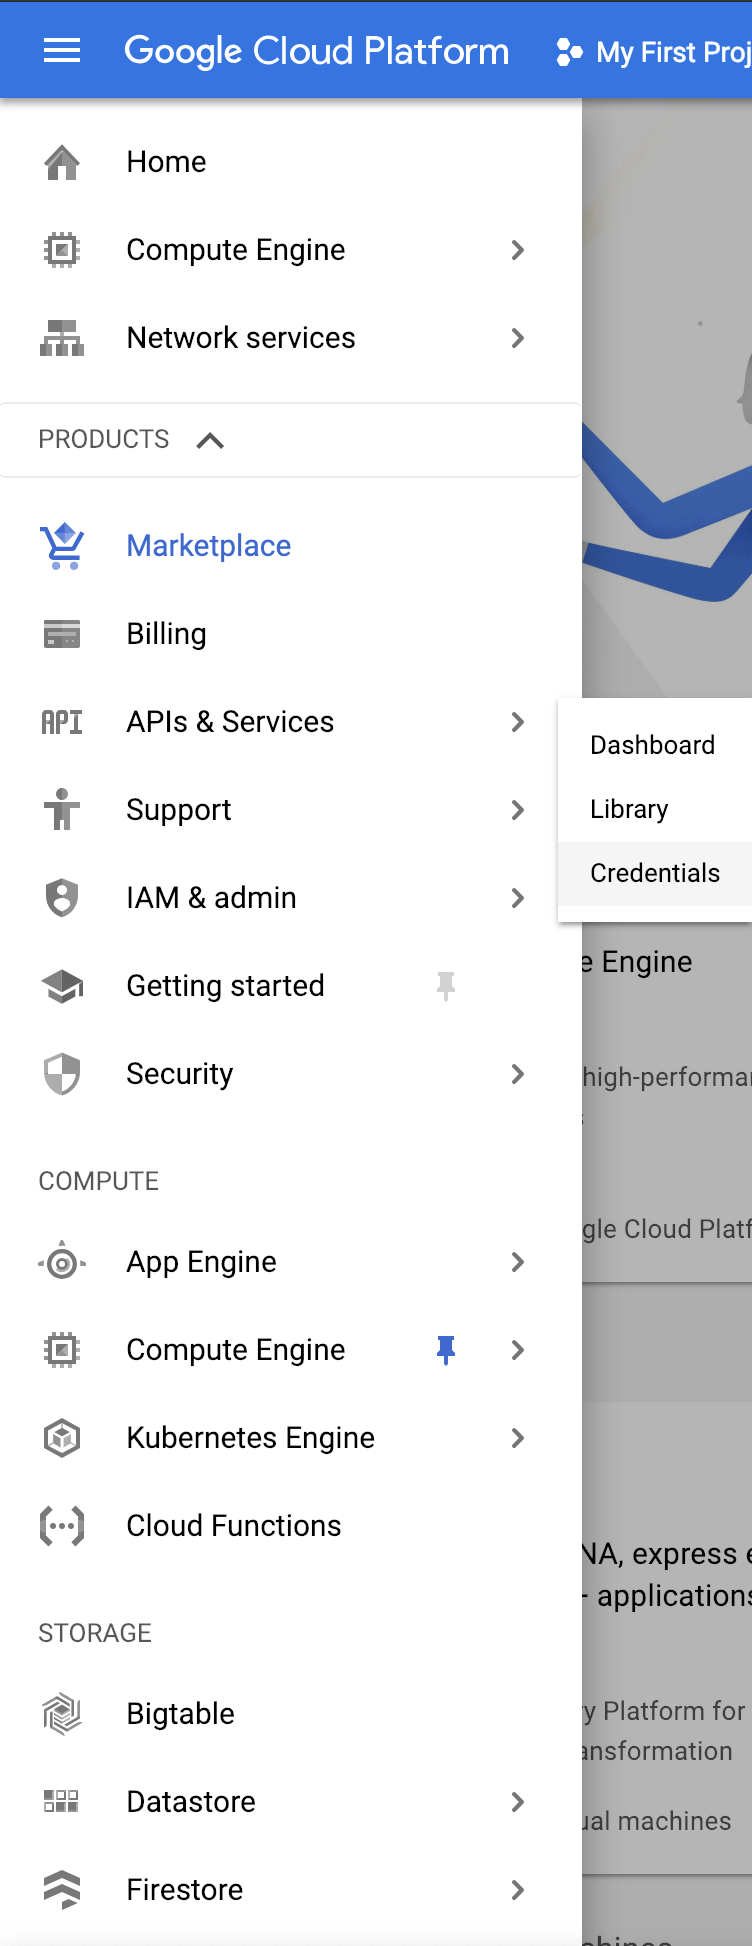 Google Cloud Platform
My First Proj
Home
Compute Engine
Network services
PRODUCTS
Marketplace
Billing
API
APIs & Services
Support
IAM & admin
Getting started
Security
Dashboard
Library
Credentials
e Engine
high-performa
s
gle Cloud Platf
COMPUTE
App Engine
Compute Engine
Kubernetes Engine
Cloud Functions
NA, express e
applications
STORAGE
Bigtable
Datastore
Firestore
y Platform for
ansformation
ual machines